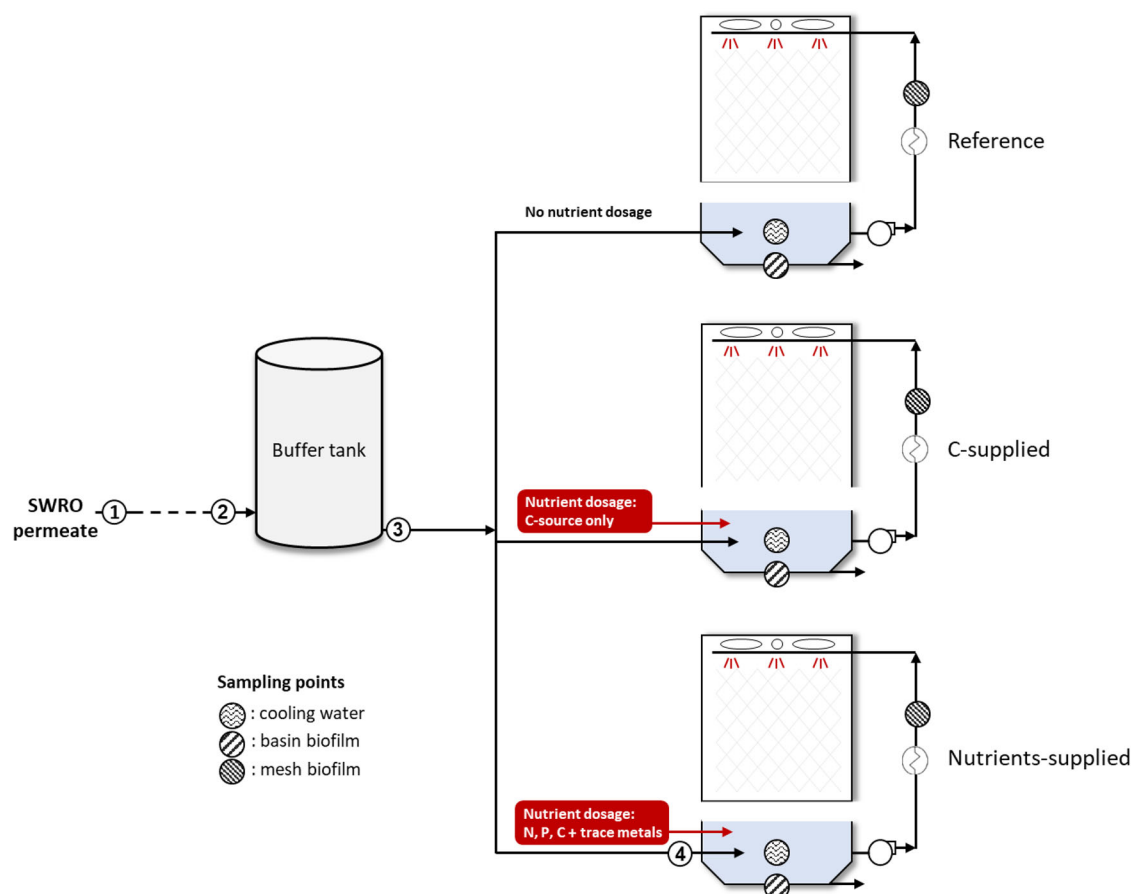 Reference
No nutrient dosage
Buffer tank
C-supplied
Nutrient dosage:
C-source only
SWRO
permeate
1
2
3
Sampling points
: cooling water
: basin biofilm
: mesh biofilm
Nutrients-supplied
Nutrient dosage:
N, P, C + trace metals
4